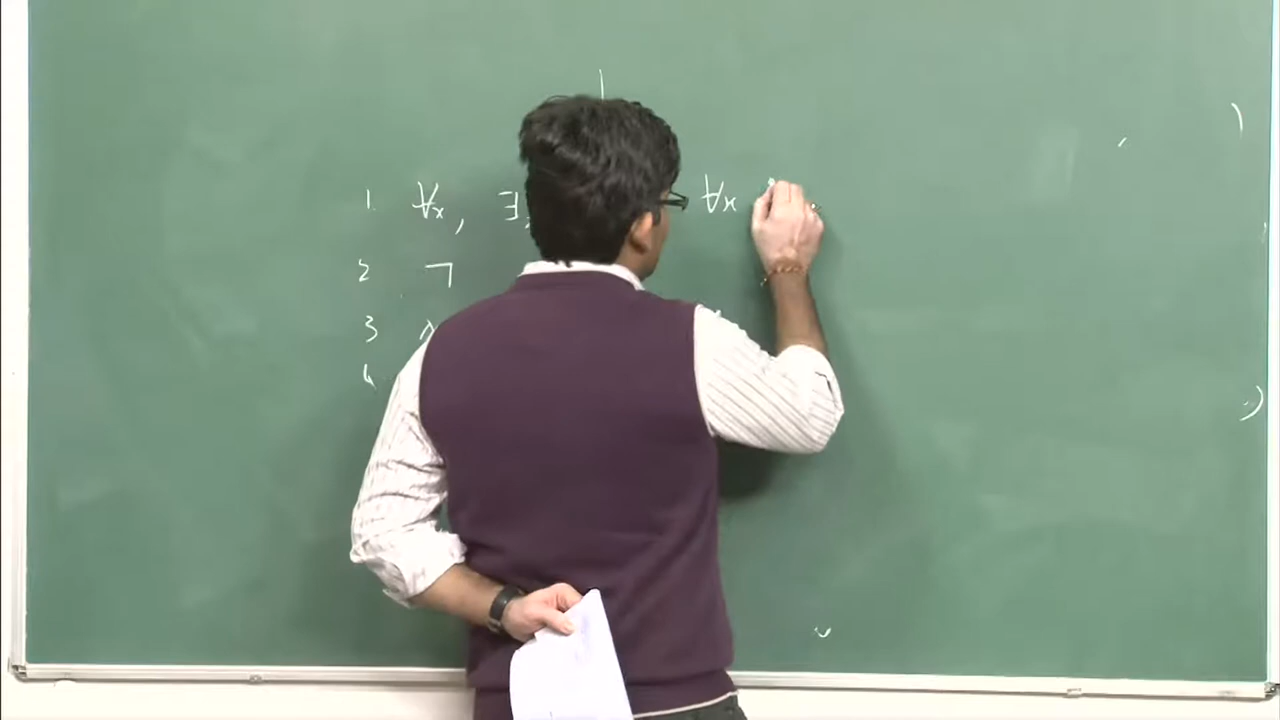 1. ∀x, ∃ ∀x
2 ¬
3
4